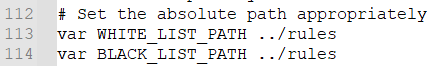 112 # Set the absolute path appropriately
113 var WHITE_LIST_PATH ../rules
114 var BLACK_LIST_PATH ../rules